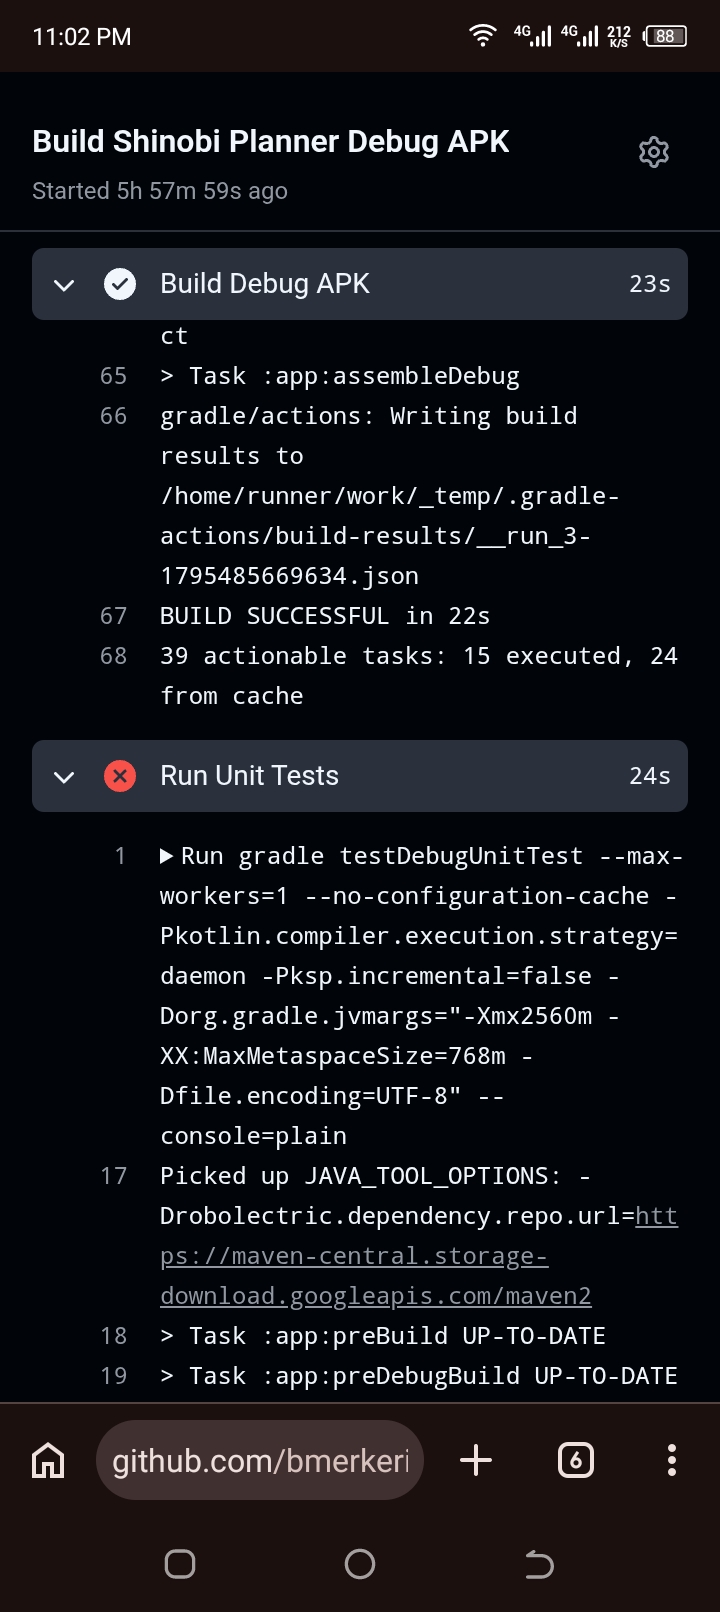 11:02 PM
4G 4G 212 K/S 88
Build Shinobi Planner Debug APK
Started 5h 57m 59s ago
Build Debug APK 23s
ct
65 > Task :app:assembleDebug
66 gradle/actions: Writing build
results to
/home/runner/work/_temp/.gradle-
actions/build-results/__run_3-
1795485669634.json
67 BUILD SUCCESSFUL in 22s
68 39 actionable tasks: 15 executed, 24
from cache
Run Unit Tests 24s
1 ▶ Run gradle testDebugUnitTest --max-
workers=1 --no-configuration-cache -
Pkotlin.compiler.execution.strategy=
daemon -Pksp.incremental=false -
Dorg.gradle.jvmargs="-Xmx2560m -
XX:MaxMetaspaceSize=768m -
Dfile.encoding=UTF-8" --
console=plain
17 Picked up JAVA_TOOL_OPTIONS: -
Drobolectric.dependency.repo.url=htt
ps://maven-central.storage-
download.googleapis.com/maven2
18 > Task :app:preBuild UP-TO-DATE
19 > Task :app:preDebugBuild UP-TO-DATE
github.com/bmerkeri
6